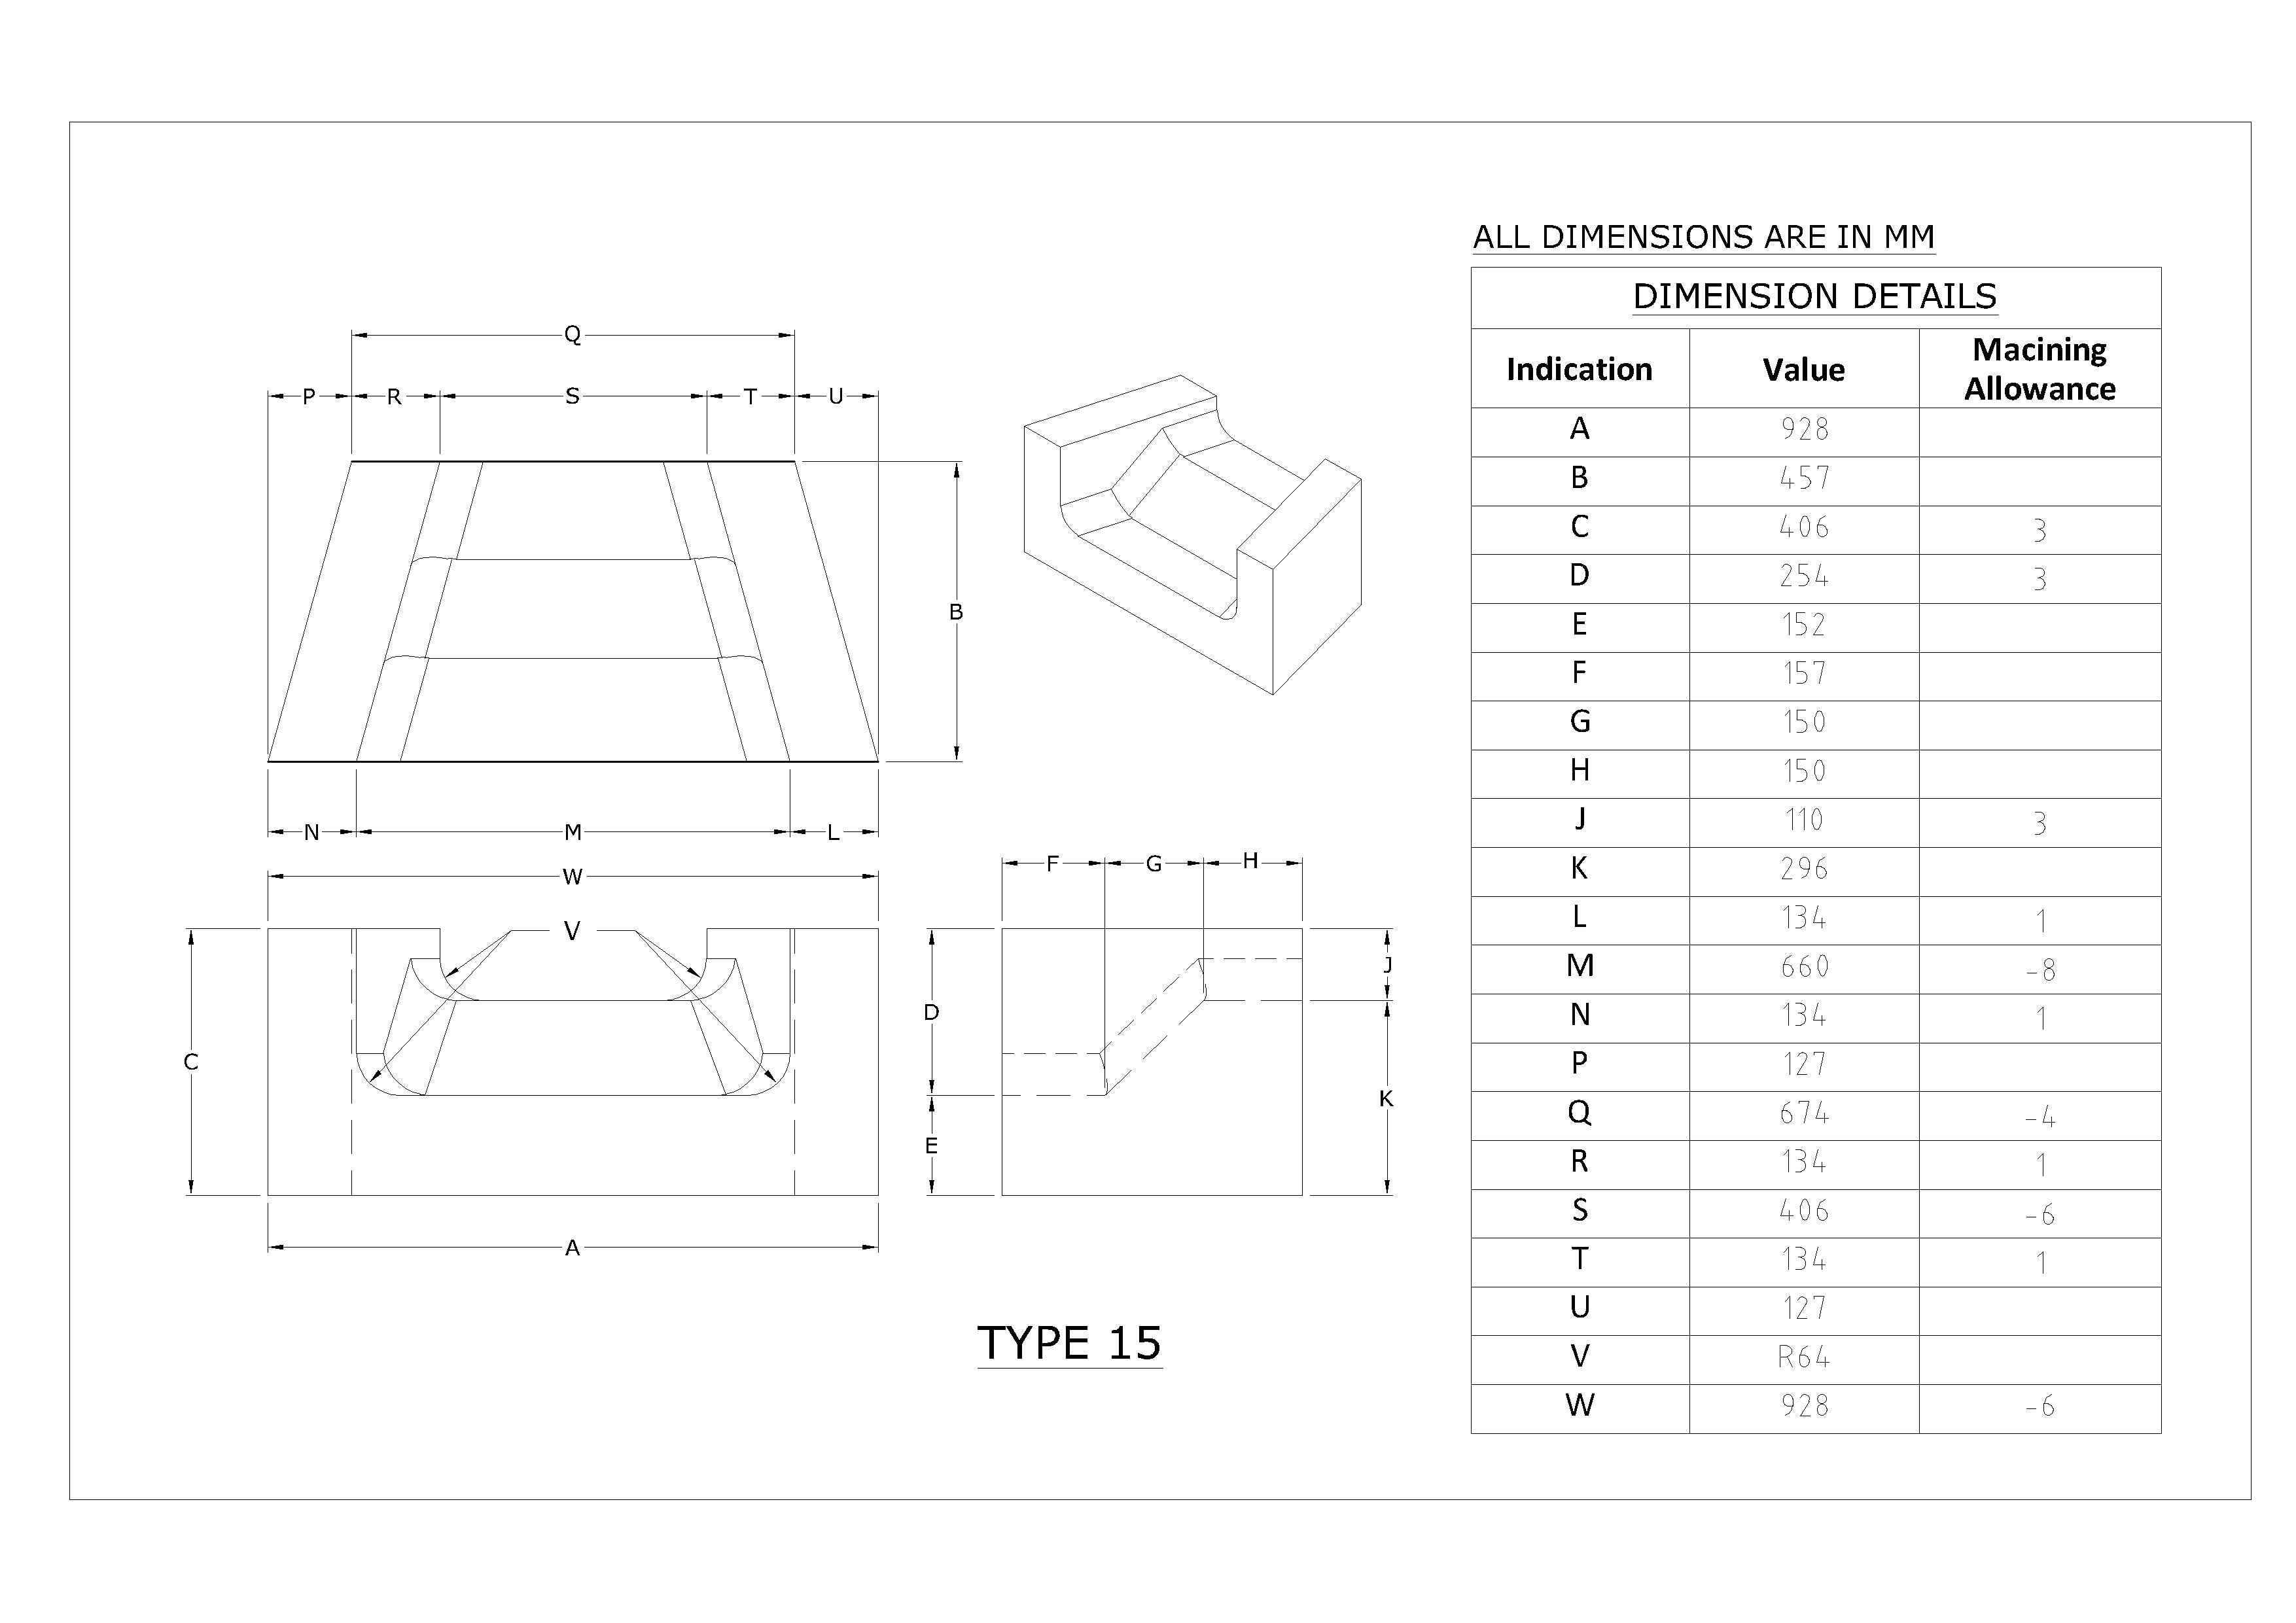 ALL DIMENSIONS ARE IN MM
DIMENSION DETAILS
Indication Value Macining Allowance
A 928
B 457
C 406 3
D 254 3
E 152
F 157
G 150
H 150
J 110 3
K 296
L 134 1
M 660 -8
N 134 1
P 127
Q 674 -4
R 134 1
S 406 -6
T 134 1
U 127
V R64
W 928 -6
Q
P R S T U
B
N M L
W
V
C
A
F G H
D
E
J
K
TYPE 15